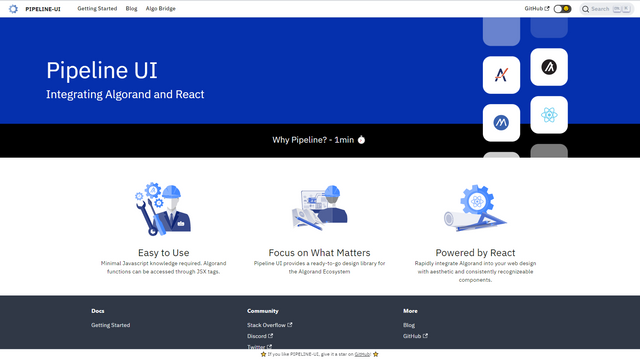 PIPELINE-UI Getting Started Blog Algo Bridge GitHub Search
Pipeline UI
Integrating Algorand and React
Why Pipeline? - 1min
Easy to Use
Minimal Javascript knowledge required. Algorand
functions can be accessed through JSX tags.
Focus on What Matters
Pipeline UI provides a ready-to-go design library for
the Algorand Ecosystem
Powered by React
Rapidly integrate Algorand into your web design
with aesthetic and consistently recognizeable
components.
Docs
Getting Started
Community
Stack Overflow
Discord
Twitter
More
Blog
GitHub
If you like PIPELINE-UI, give it a star on GitHub!